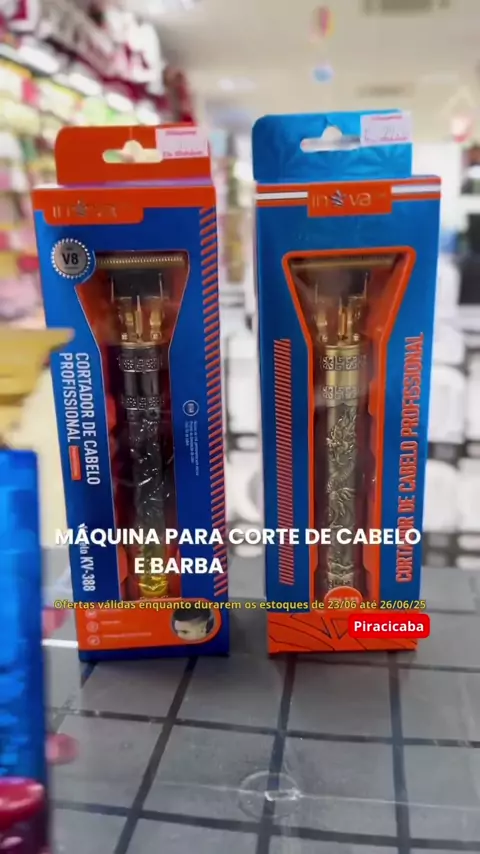 inova
inova
V8
CORTADOR DE CABELO
PROFISSIONAL
KV-388
CORTADOR DE CABELO PROFISSIONAL
MÁQUINA PARA CORTE DE CABELO
E BARBA
Ofertas válidas enquanto durarem os estoques de 23/06 até 26/06/25
Piracicaba